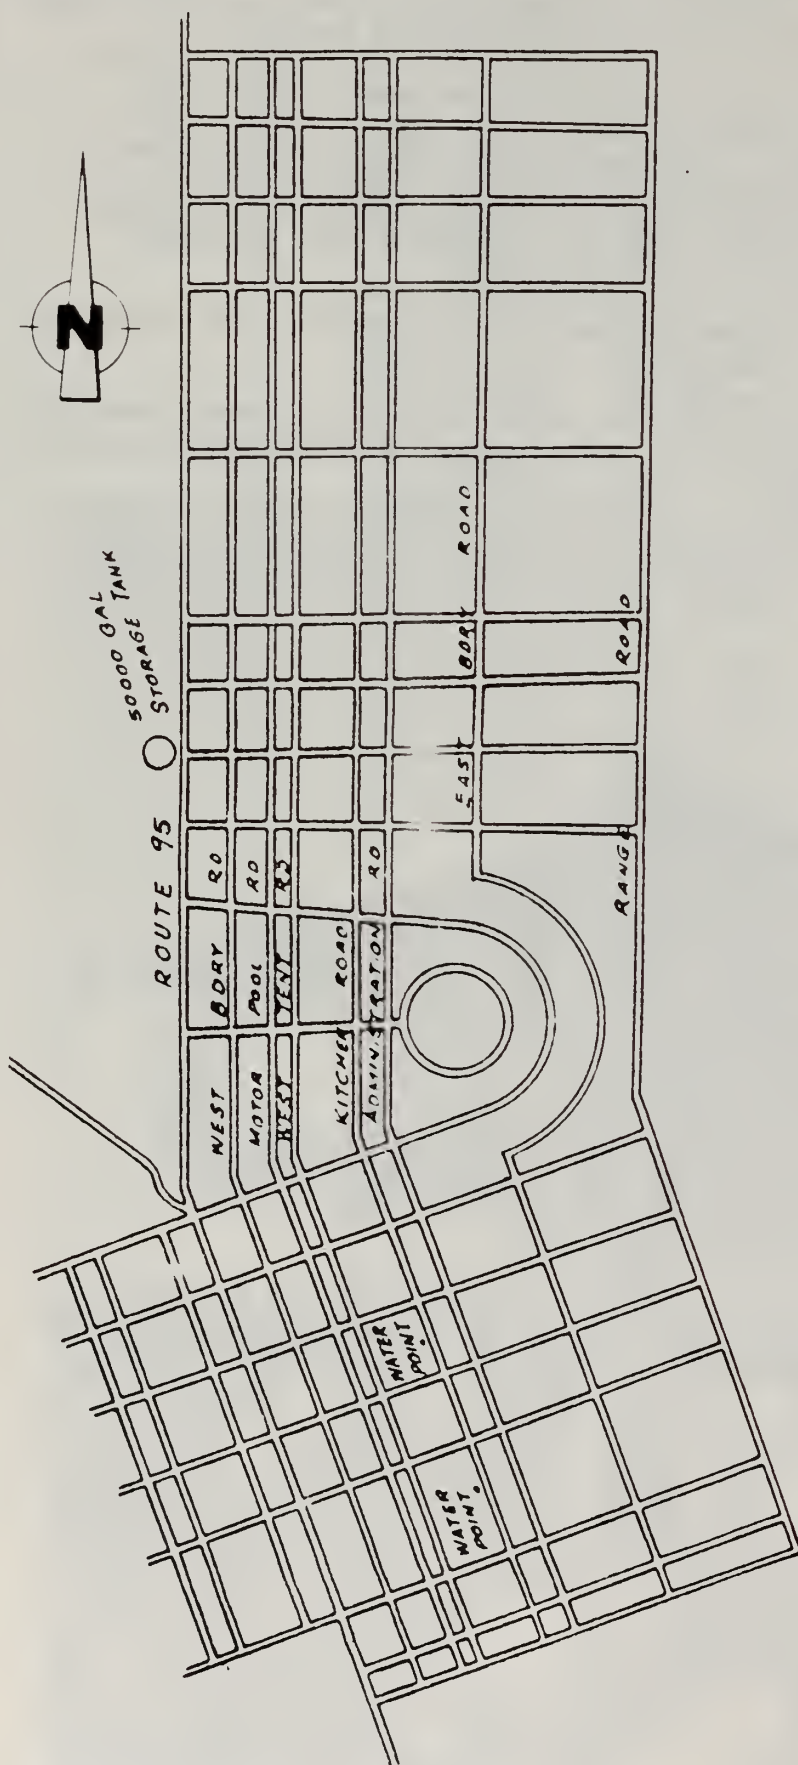 N
50000 GAL
STORAGE TANK
ROUTE 95
WEST BDRY RD
MOTOR POOL RD
WEST TENT RD
KITCHEN ROAD
ADMINISTRATION RD
EAST BDRY ROAD
RANGE ROAD
WATER
POINT
WATER
POINT